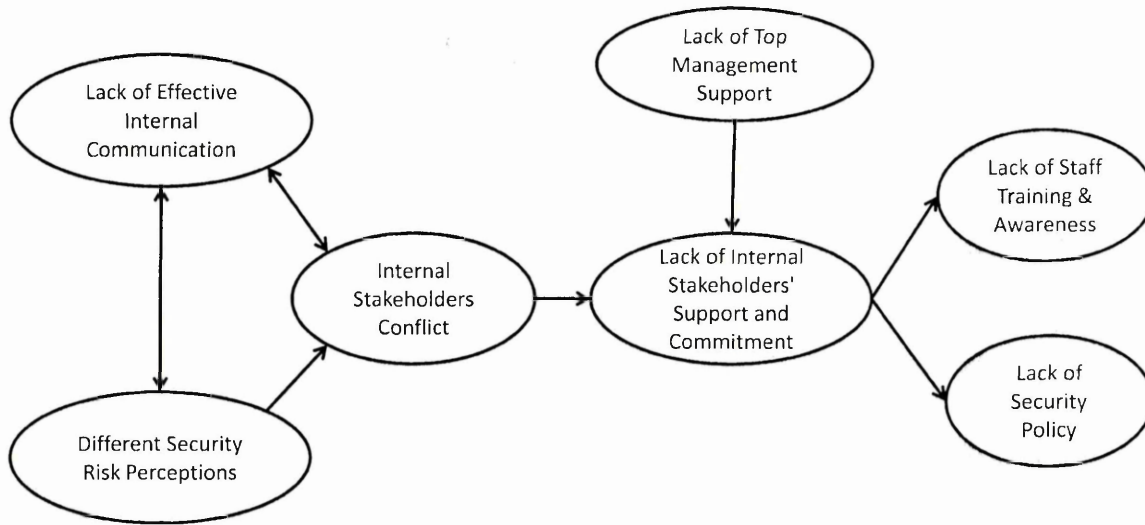 Lack of Effective
Internal
Communication
Different Security
Risk Perceptions
Internal
Stakeholders
Conflict
Lack of Top
Management
Support
Lack of Internal
Stakeholders'
Support and
Commitment
Lack of Staff
Training &
Awareness
Lack of
Security
Policy